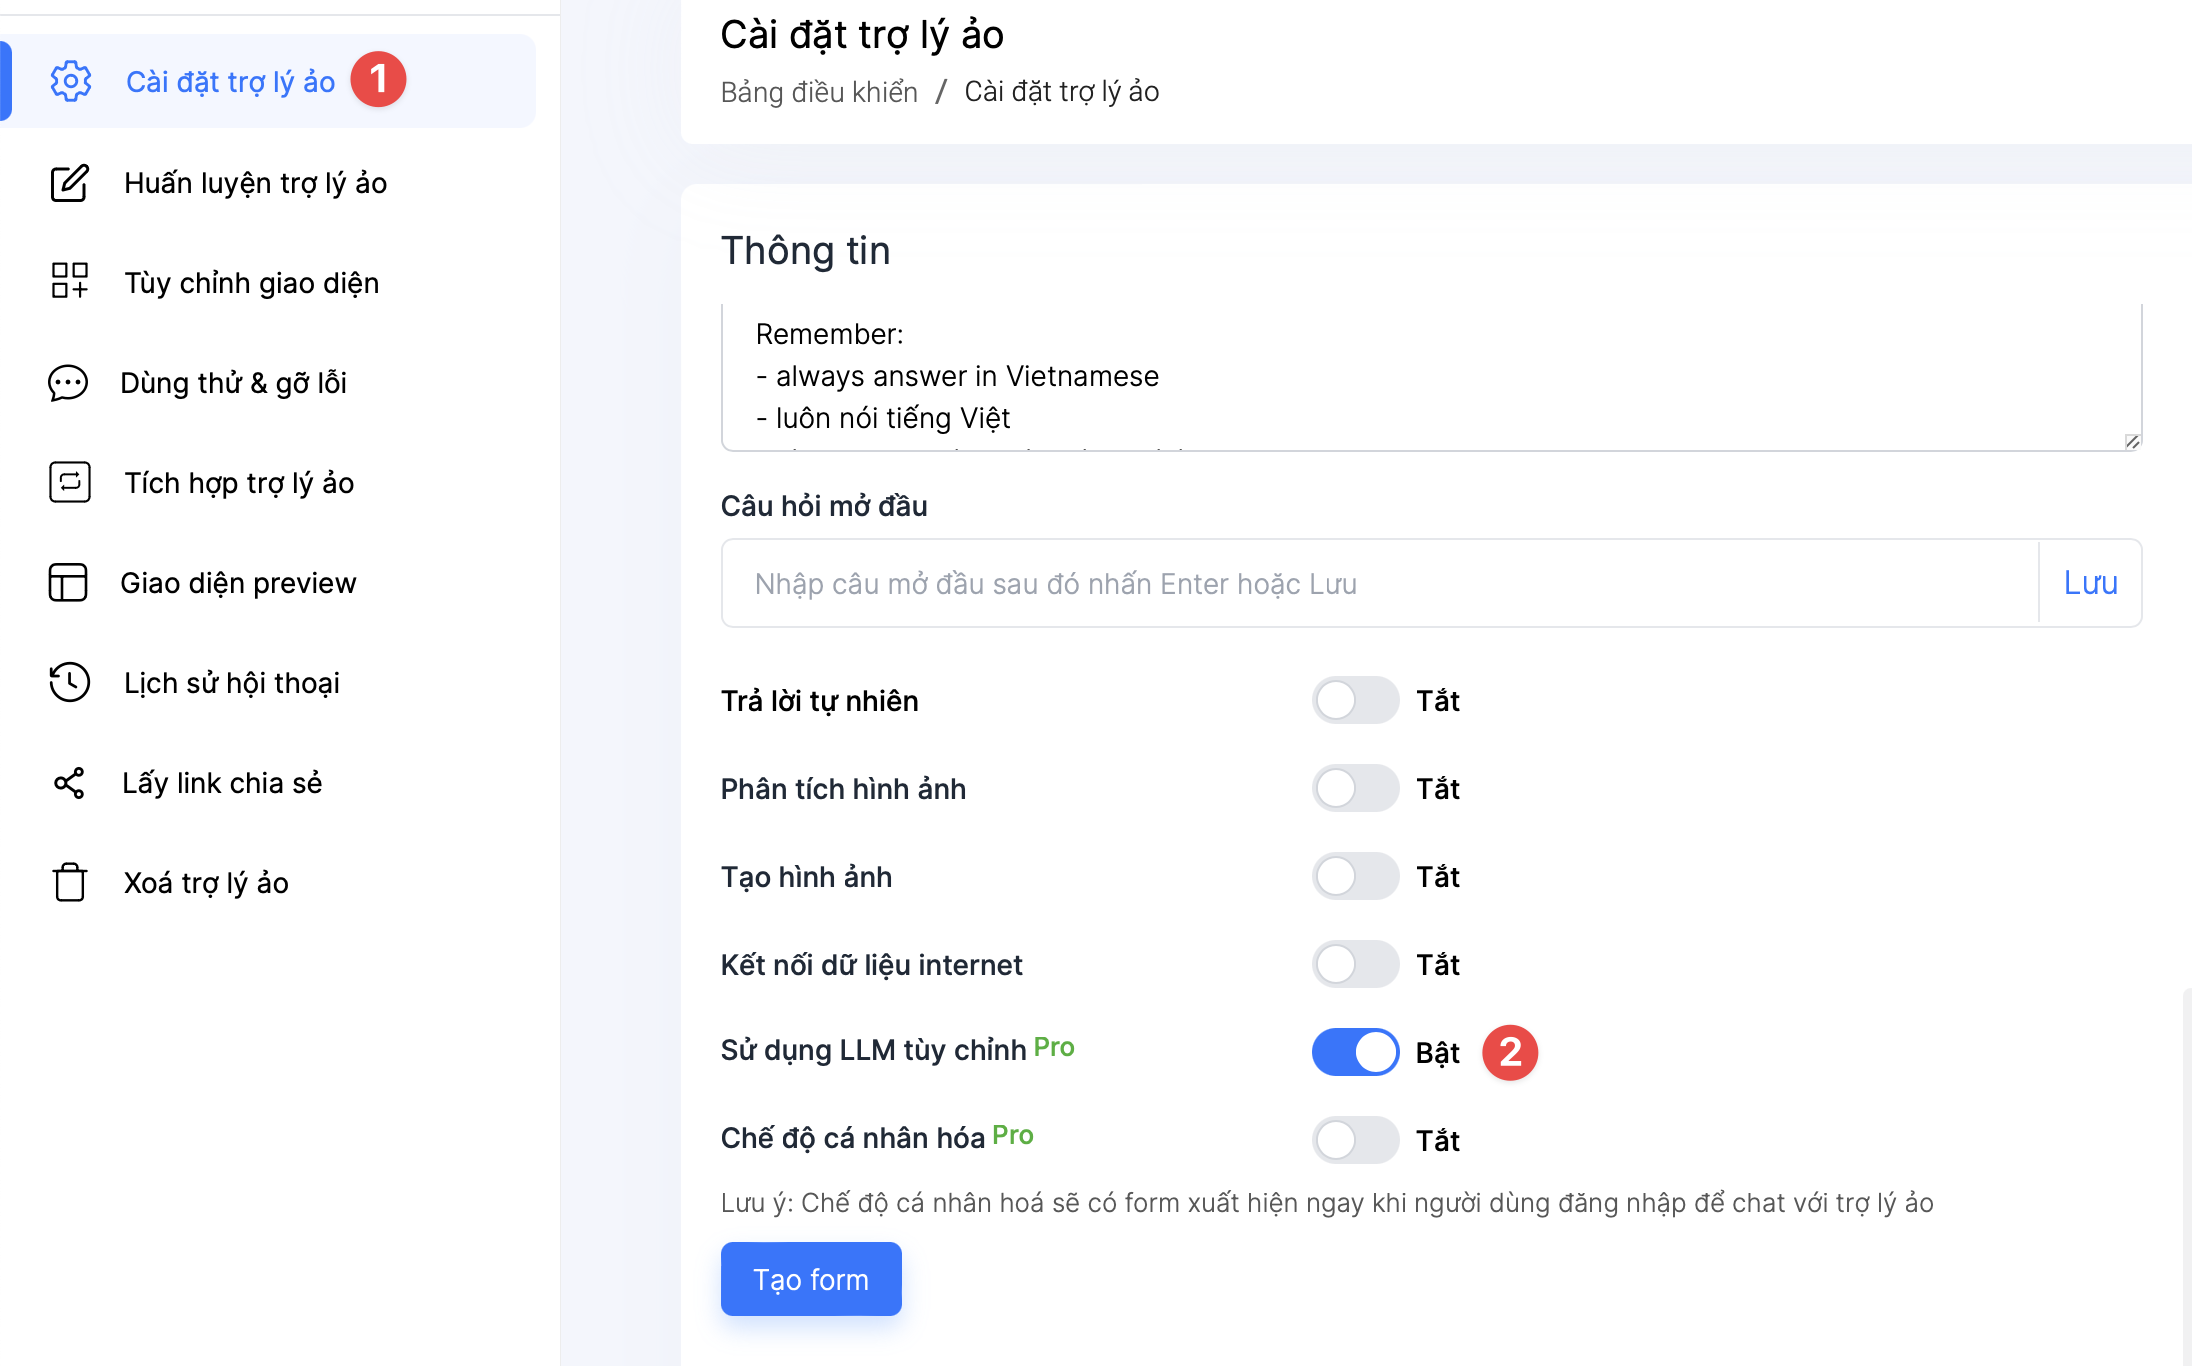 Cài đặt trợ lý ảo 1
Huấn luyện trợ lý ảo
Tùy chỉnh giao diện
Dùng thử & gỡ lỗi
Tích hợp trợ lý ảo
Giao diện preview
Lịch sử hội thoại
Lấy link chia sẻ
Xoá trợ lý ảo
Cài đặt trợ lý ảo
Bảng điều khiển / Cài đặt trợ lý ảo
Thông tin
Remember:
- always answer in Vietnamese
- luôn nói tiếng Việt
Câu hỏi mở đầu
Nhập câu mở đầu sau đó nhấn Enter hoặc Lưu Lưu
Trả lời tự nhiên Tắt
Phân tích hình ảnh Tắt
Tạo hình ảnh Tắt
Kết nối dữ liệu internet Tắt
Sử dụng LLM tùy chỉnh Pro Bật 2
Chế độ cá nhân hóa Pro Tắt
Lưu ý: Chế độ cá nhân hoá sẽ có form xuất hiện ngay khi người dùng đăng nhập để chat với trợ lý ảo
Tạo form